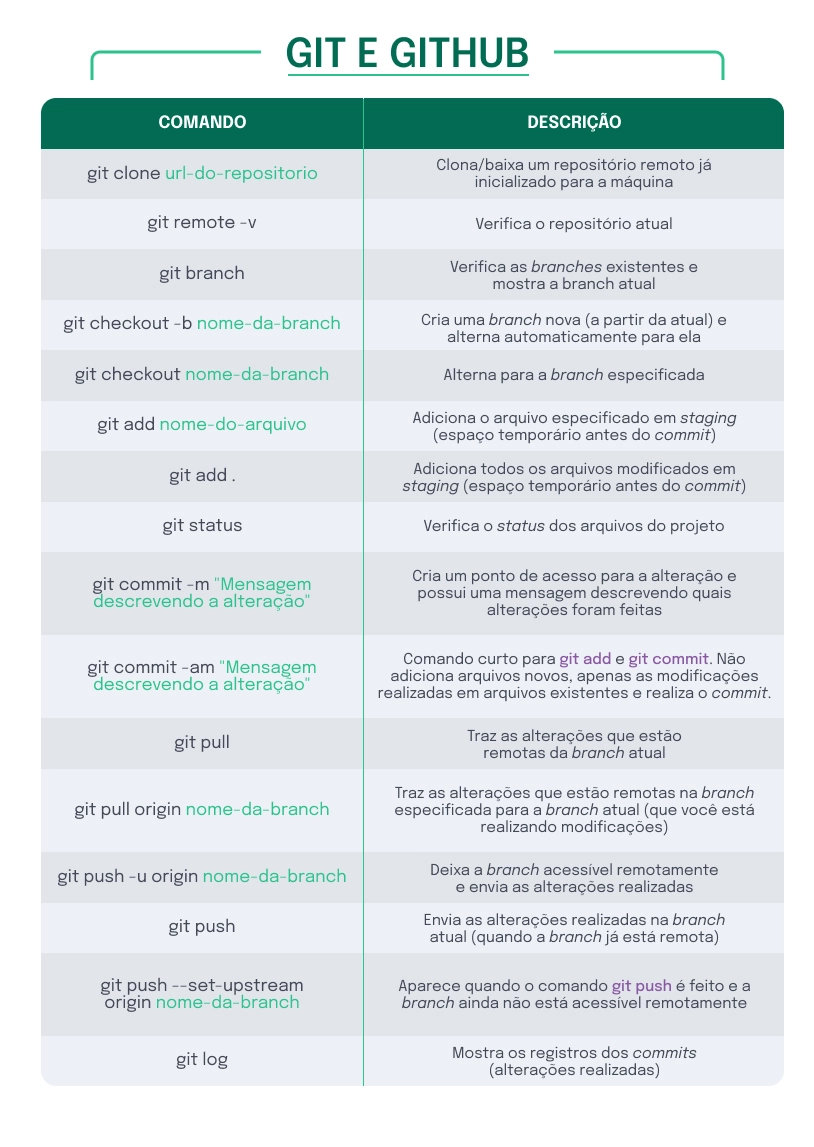 GIT E GITHUB
COMANDO
DESCRIÇÃO
git clone url-do-repositorio
Clona/baixa um repositório remoto já
inicializado para a máquina
git remote -v
Verifica o repositório atual
git branch
Verifica as branches existentes e
mostra a branch atual
git checkout -b nome-da-branch
Cria uma branch nova (a partir da atual) e
alterna automaticamente para ela
git checkout nome-da-branch
Alterna para a branch especificada
git add nome-do-arquivo
Adiciona o arquivo especificado em staging
(espaço temporário antes do commit)
git add .
Adiciona todos os arquivos modificados em
staging (espaço temporário antes do commit)
git status
Verifica o status dos arquivos do projeto
git commit -m "Mensagem
descrevendo a alteração"
Cria um ponto de acesso para a alteração e
possui uma mensagem descrevendo quais
alterações foram feitas
git commit -am "Mensagem
descrevendo a alteração"
Comando curto para git add e git commit. Não
adiciona arquivos novos, apenas as modificações
realizadas em arquivos existentes e realiza o commit.
git pull
Traz as alterações que estão
remotas da branch atual
git pull origin nome-da-branch
Traz as alterações que estão remotas na branch
especificada para a branch atual (que você está
realizando modificações)
git push -u origin nome-da-branch
Deixa a branch acessível remotamente
e envia as alterações realizadas
git push
Envia as alterações realizadas na branch
atual (quando a branch já está remota)
git push --set-upstream
origin nome-da-branch
Aparece quando o comando git push é feito e a
branch ainda não está acessível remotamente
git log
Mostra os registros dos commits
(alterações realizadas)